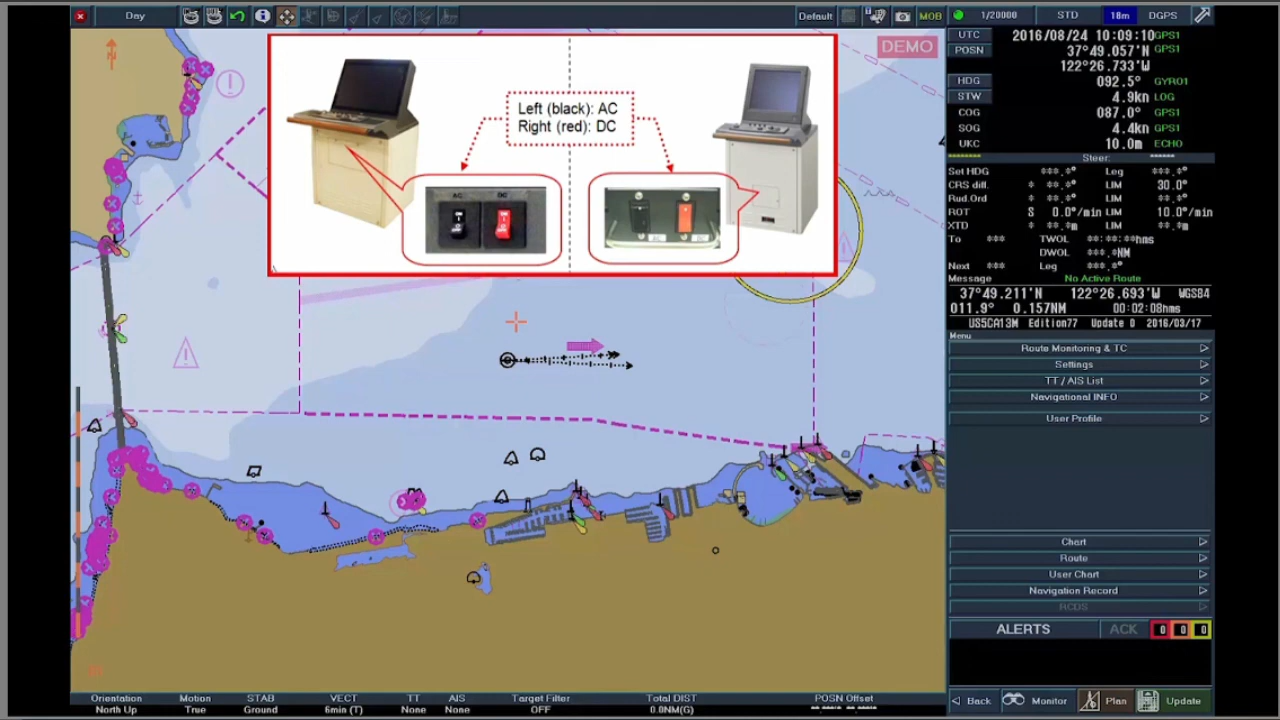 Day
Default
MOB
1/20000
STD
18m
DGPS
DEMO
Left (black): AC
Right (red): DC
AC
DC
UTC 2016/08/24 10:09:10 GPS1
POSN 37°49.057'N GPS1
122°26.733'W
HDG 092.5° GYRO1
STW 4.9kn LOG
COG 087.0° GPS1
SOG 4.4kn GPS1
UKC 10.0m ECHO
******** Steer: ******
Set HDG ***.*° Leg ***.*°
CRS diff. * **.*° LIM 30.0°
Rud.Ord * **.*° LIM
ROT S 0.0°/min LIM 10.0°/min
XTD * **.*m LIM **.*m
To *** TWOL **:**:**hms
DWOL ***.*NM
Next *** Leg ***.*°
Message No Active Route
37°49.211'N 122°26.693'W WGS84
011.9° 0.157NM 00:02:08hms
US5CA13M Edition77 Update 0 2016/03/17
Menu
Route Monitoring & TC
Settings
TT / AIS List
Navigational INFO
User Profile
Chart
Route
User Chart
Navigation Record
RCDS
ALERTS ACK 0 0 0
Back Monitor Plan Update
Orientation Motion STAB VECT TT AIS Target Filter Total DIST POSN Offset
North Up True Ground 6min (T) None None OFF 0.0NM(G) **.**** **.****